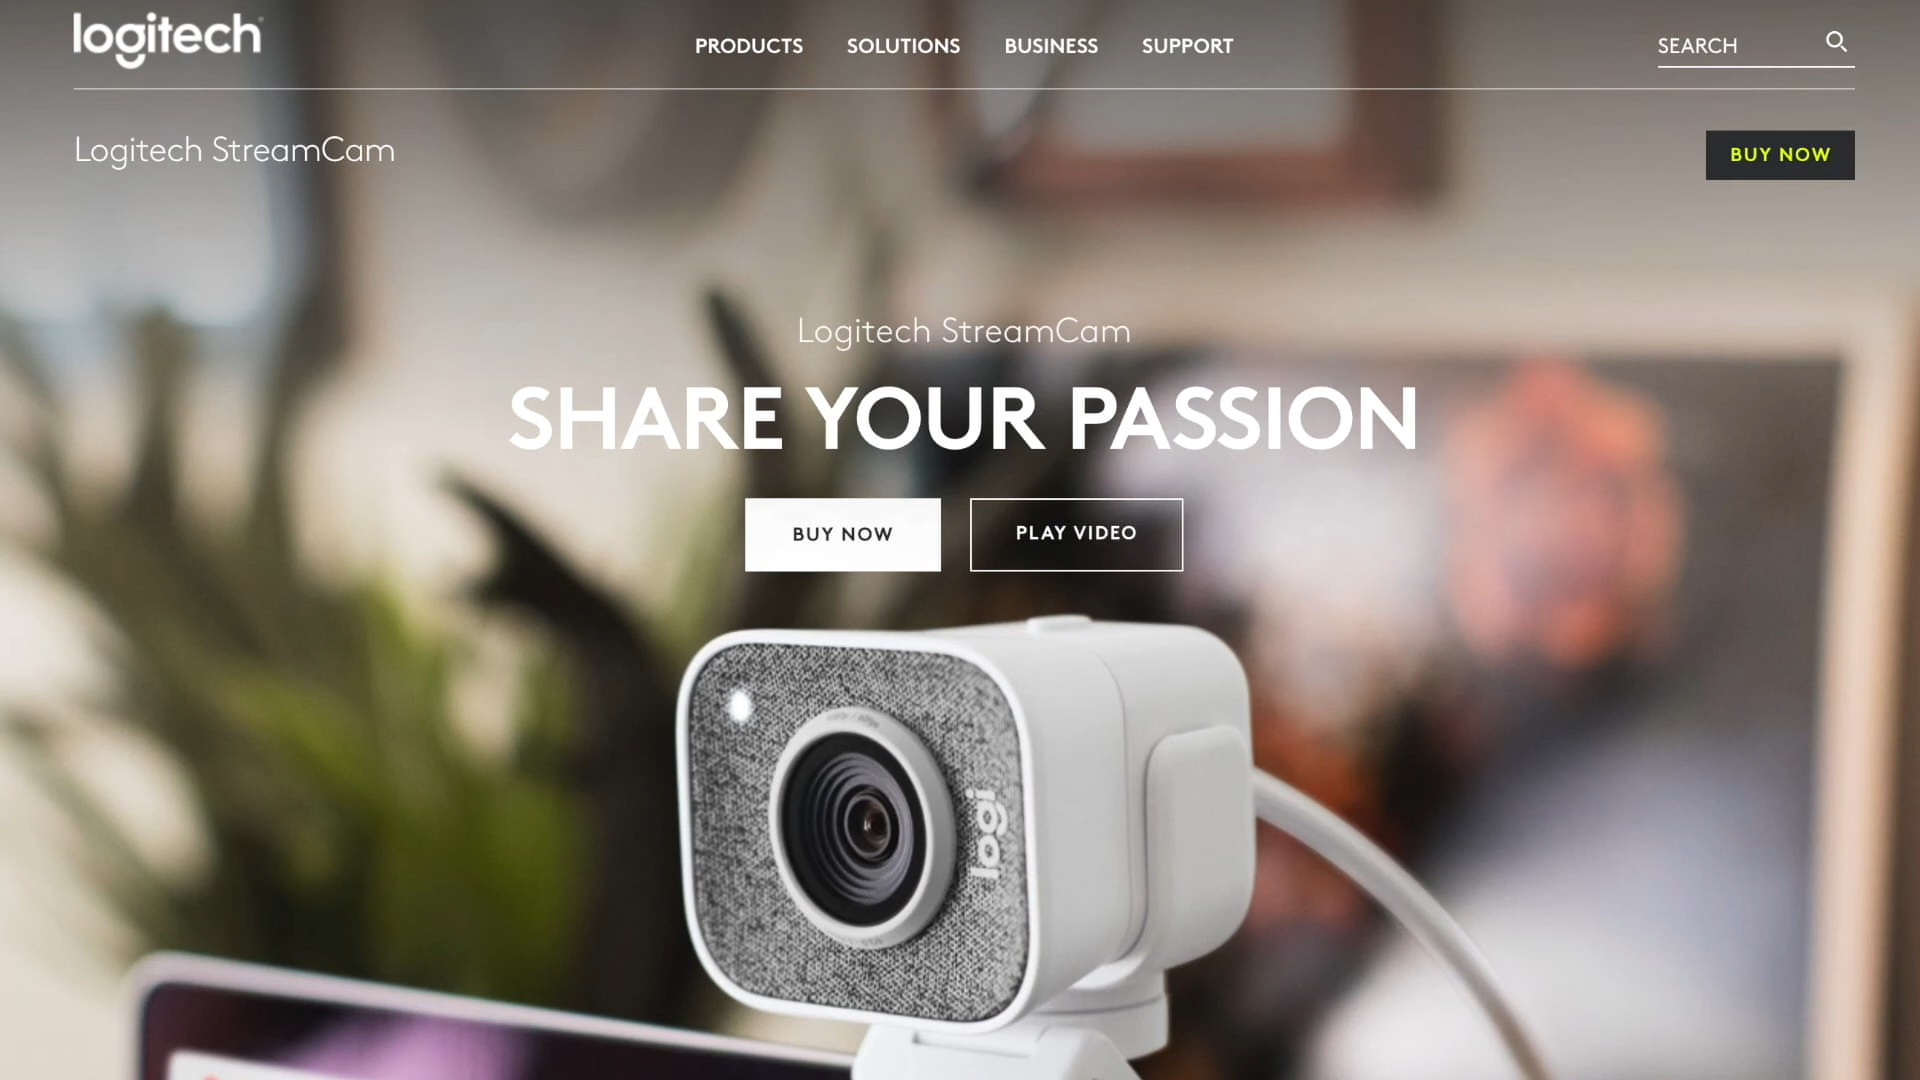 logitech
PRODUCTS SOLUTIONS BUSINESS SUPPORT
SEARCH
Logitech StreamCam
BUY NOW
Logitech StreamCam
SHARE YOUR PASSION
BUY NOW
PLAY VIDEO
logi